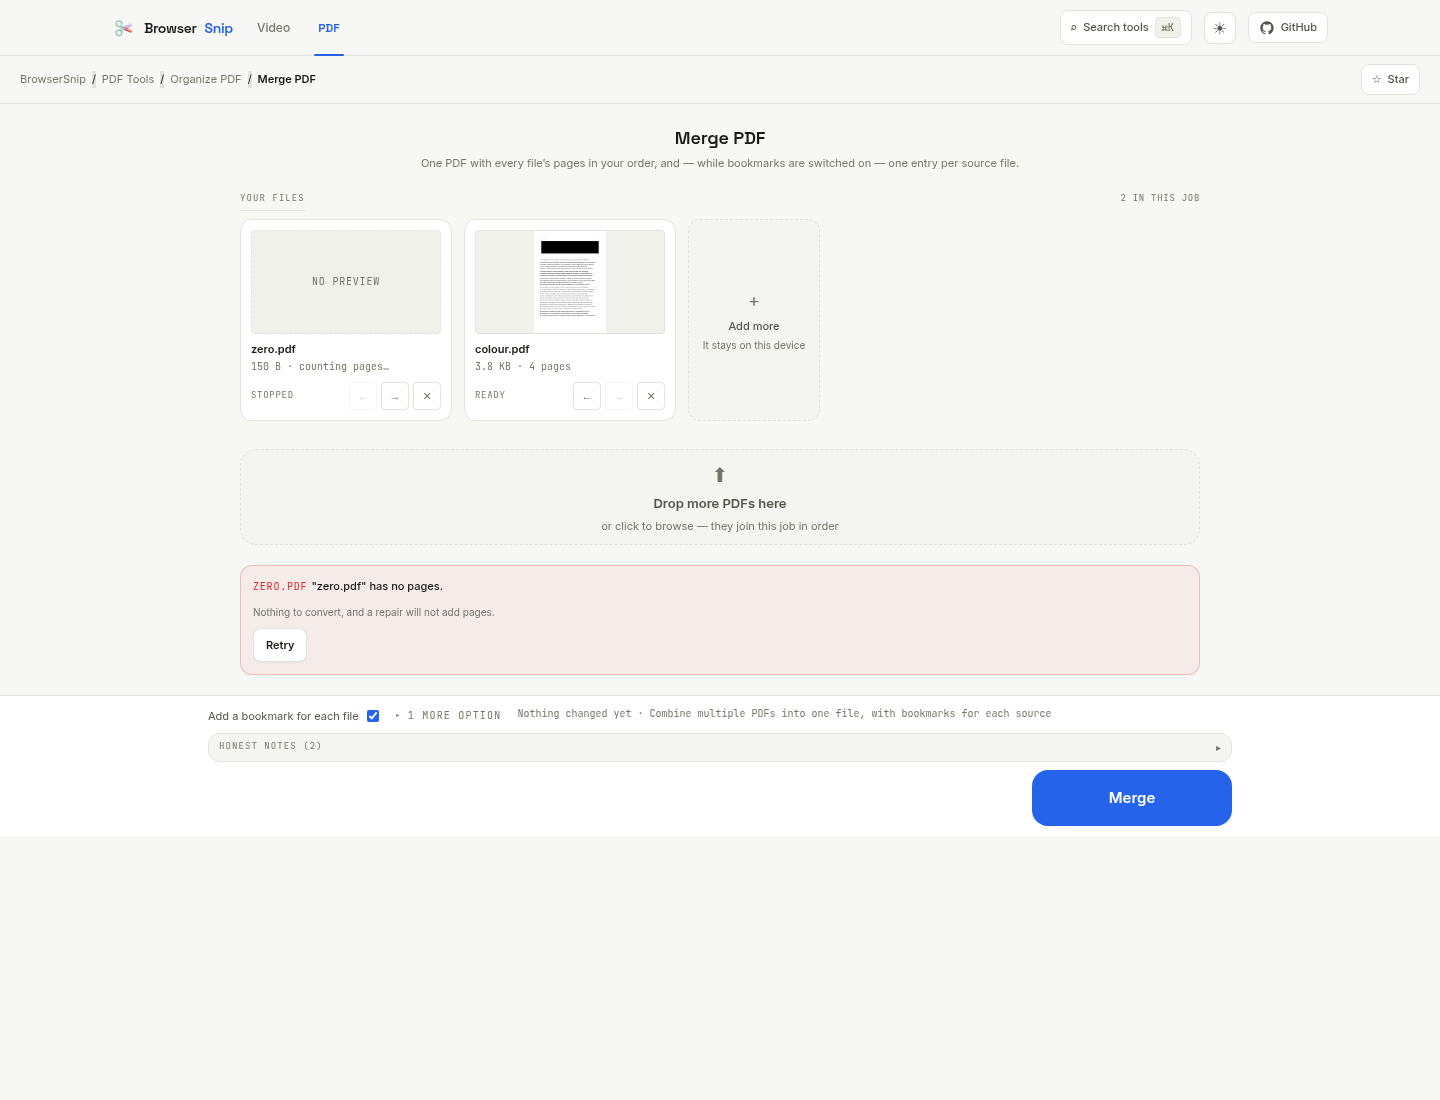 Browser Snip Video PDF Search tools ⌘K GitHub
BrowserSnip / PDF Tools / Organize PDF / Merge PDF ☆ Star
Merge PDF
One PDF with every file’s pages in your order, and — while bookmarks are switched on — one entry per source file.
YOUR FILES 2 IN THIS JOB
NO PREVIEW
zero.pdf
150 B · counting pages…
STOPPED ← → ✕
colour.pdf
3.8 KB · 4 pages
READY ← → ✕
+
Add more
It stays on this device
Drop more PDFs here
or click to browse — they join this job in order
ZERO.PDF "zero.pdf" has no pages.
Nothing to convert, and a repair will not add pages.
Retry
Add a bookmark for each file ▸ 1 MORE OPTION Nothing changed yet · Combine multiple PDFs into one file, with bookmarks for each source
HONEST NOTES (2) ▸
Merge